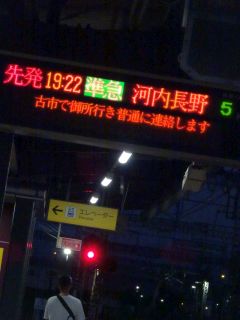 先発 19:22 準急 河内長野 5
古市で御所行き普通に連絡します
← エレベーター